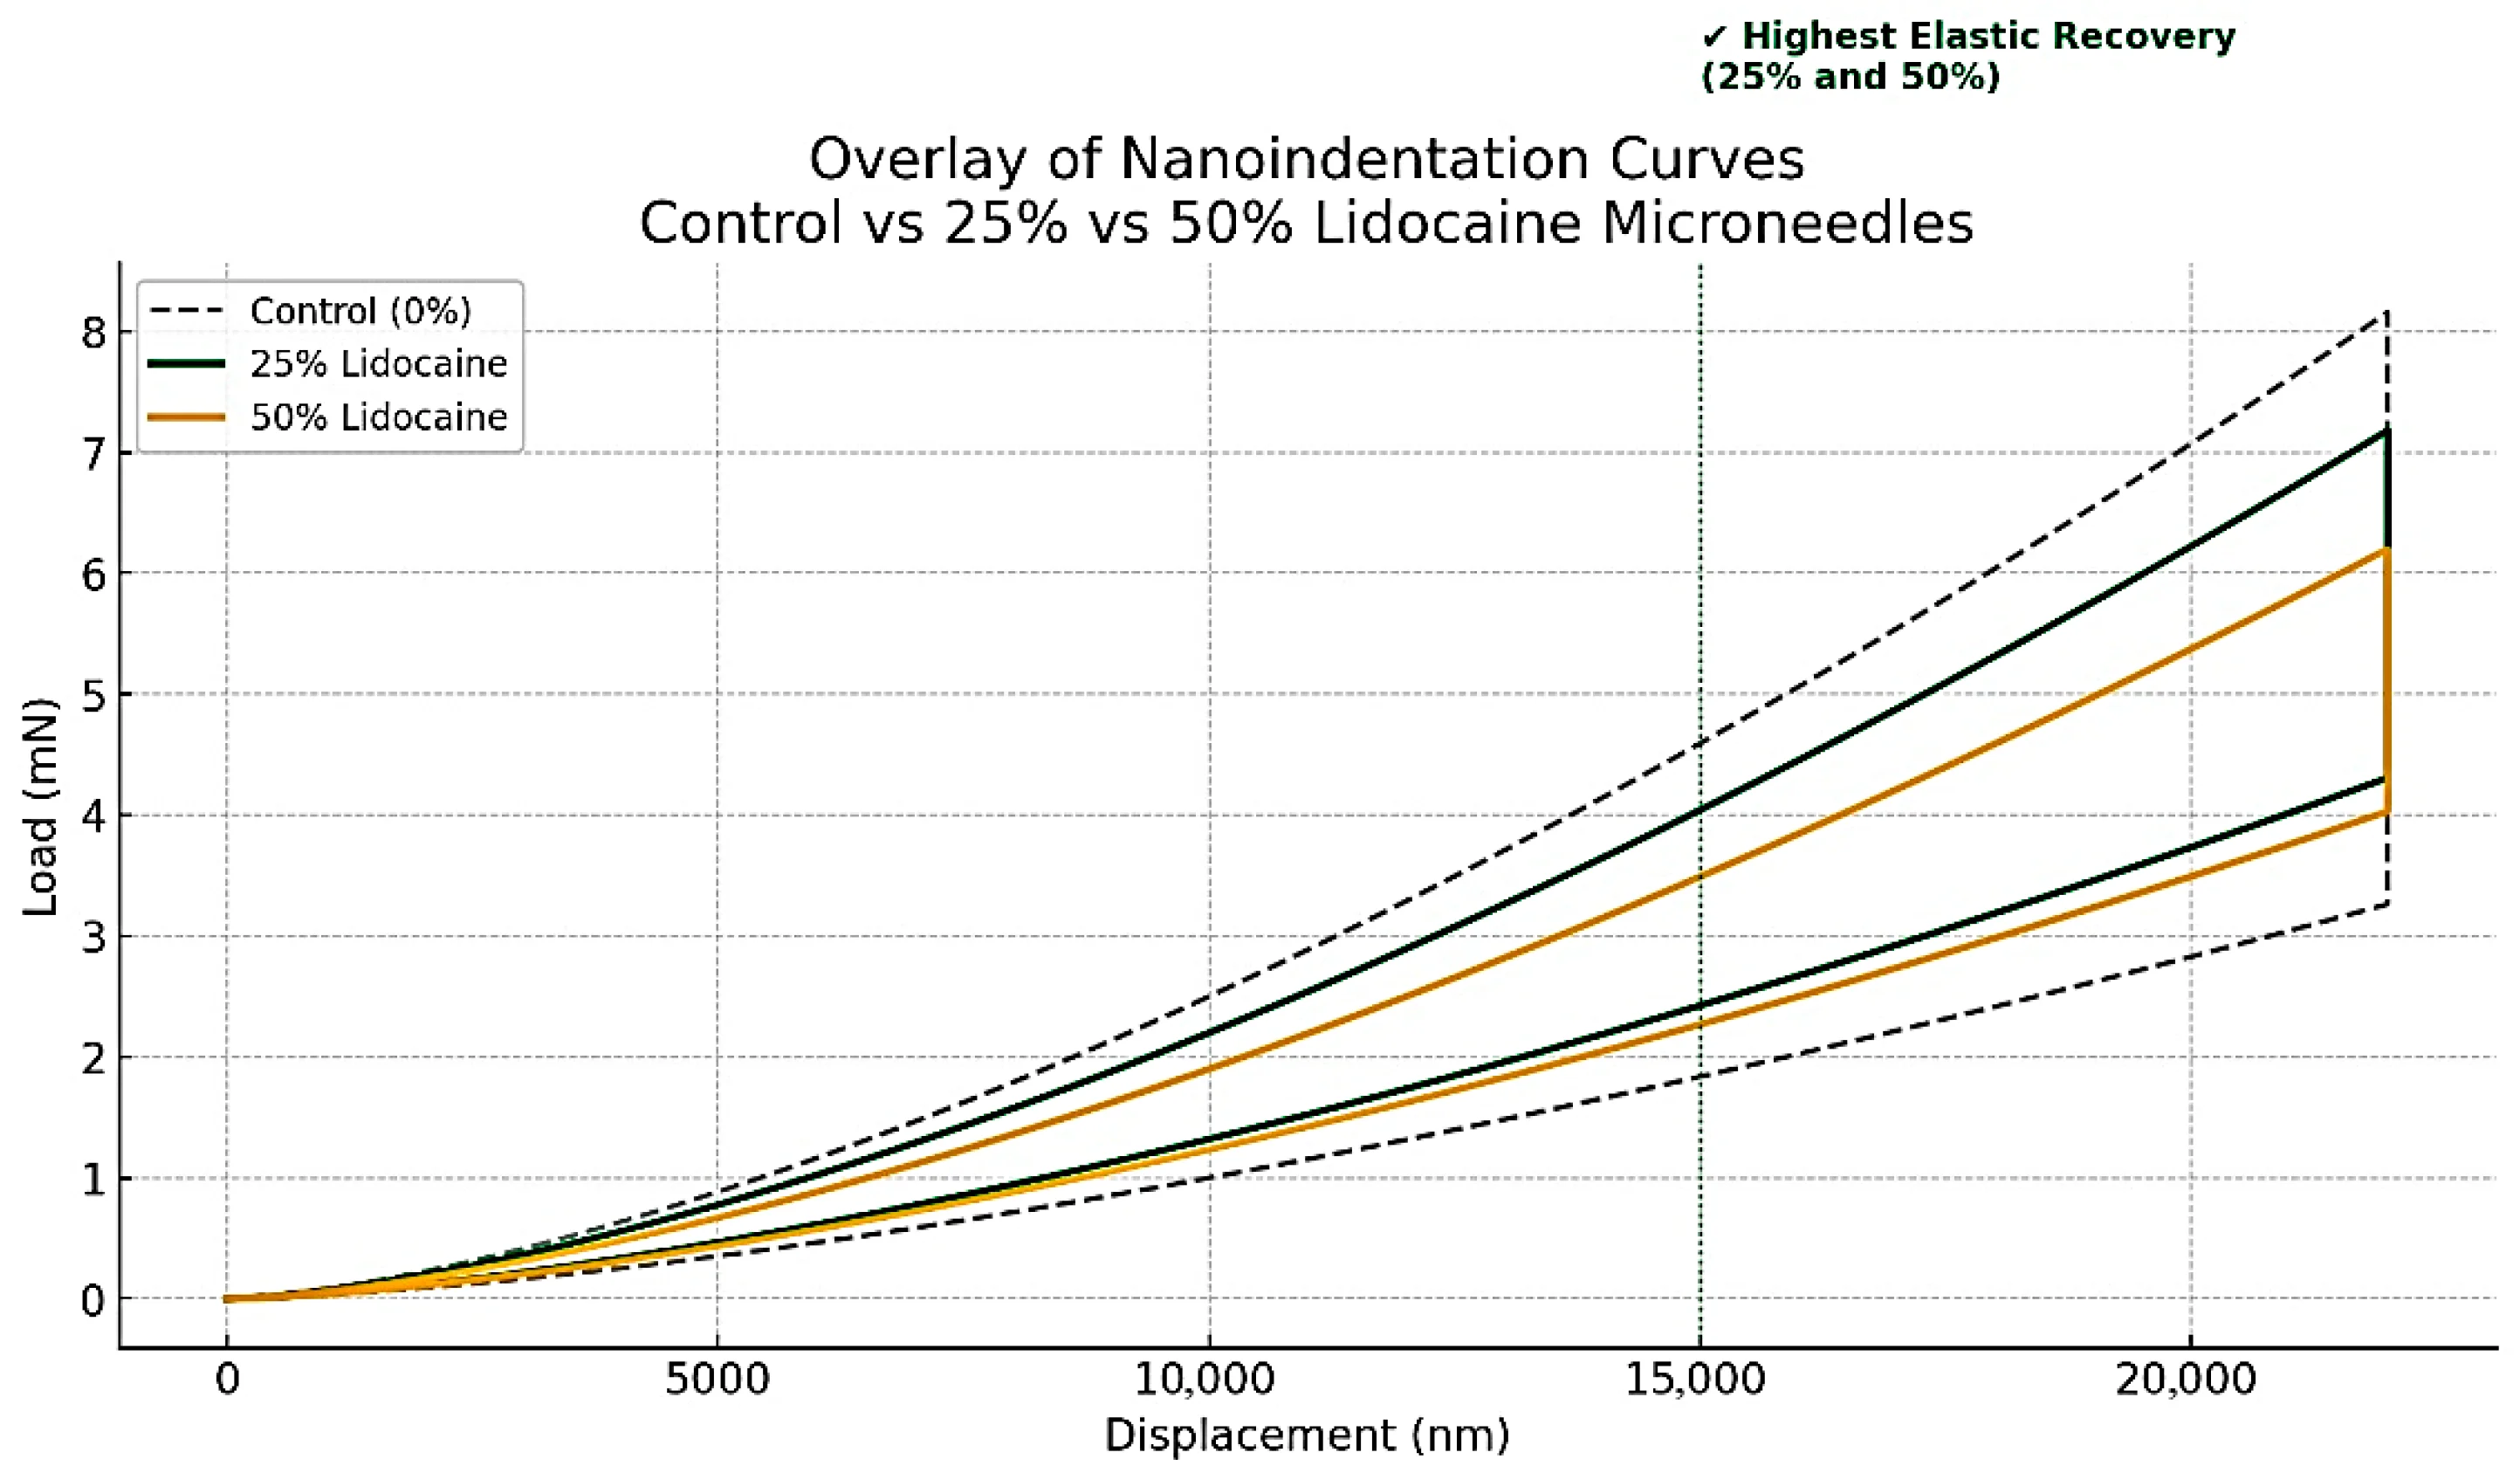 ✓ Highest Elastic Recovery
(25% and 50%)
Overlay of Nanoindentation Curves
Control vs 25% vs 50% Lidocaine Microneedles
Control (0%)
25% Lidocaine
50% Lidocaine
8
7
6
5
4
3
2
1
0
Load (mN)
0 5000 10,000 15,000 20,000
Displacement (nm)